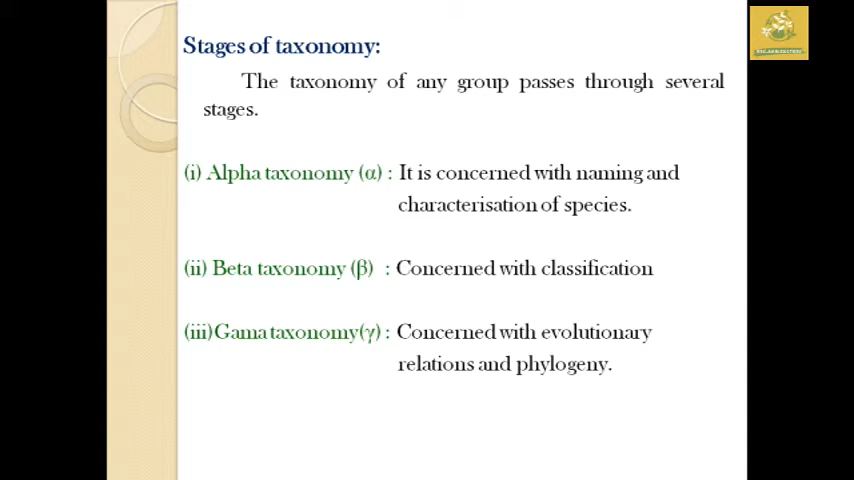 Stages of taxonomy:
The taxonomy of any group passes through several
stages.
(i) Alpha taxonomy (α) : It is concerned with naming and
characterisation of species.
(ii) Beta taxonomy (β) : Concerned with classification
(iii)Gama taxonomy(γ) : Concerned with evolutionary
relations and phylogeny.